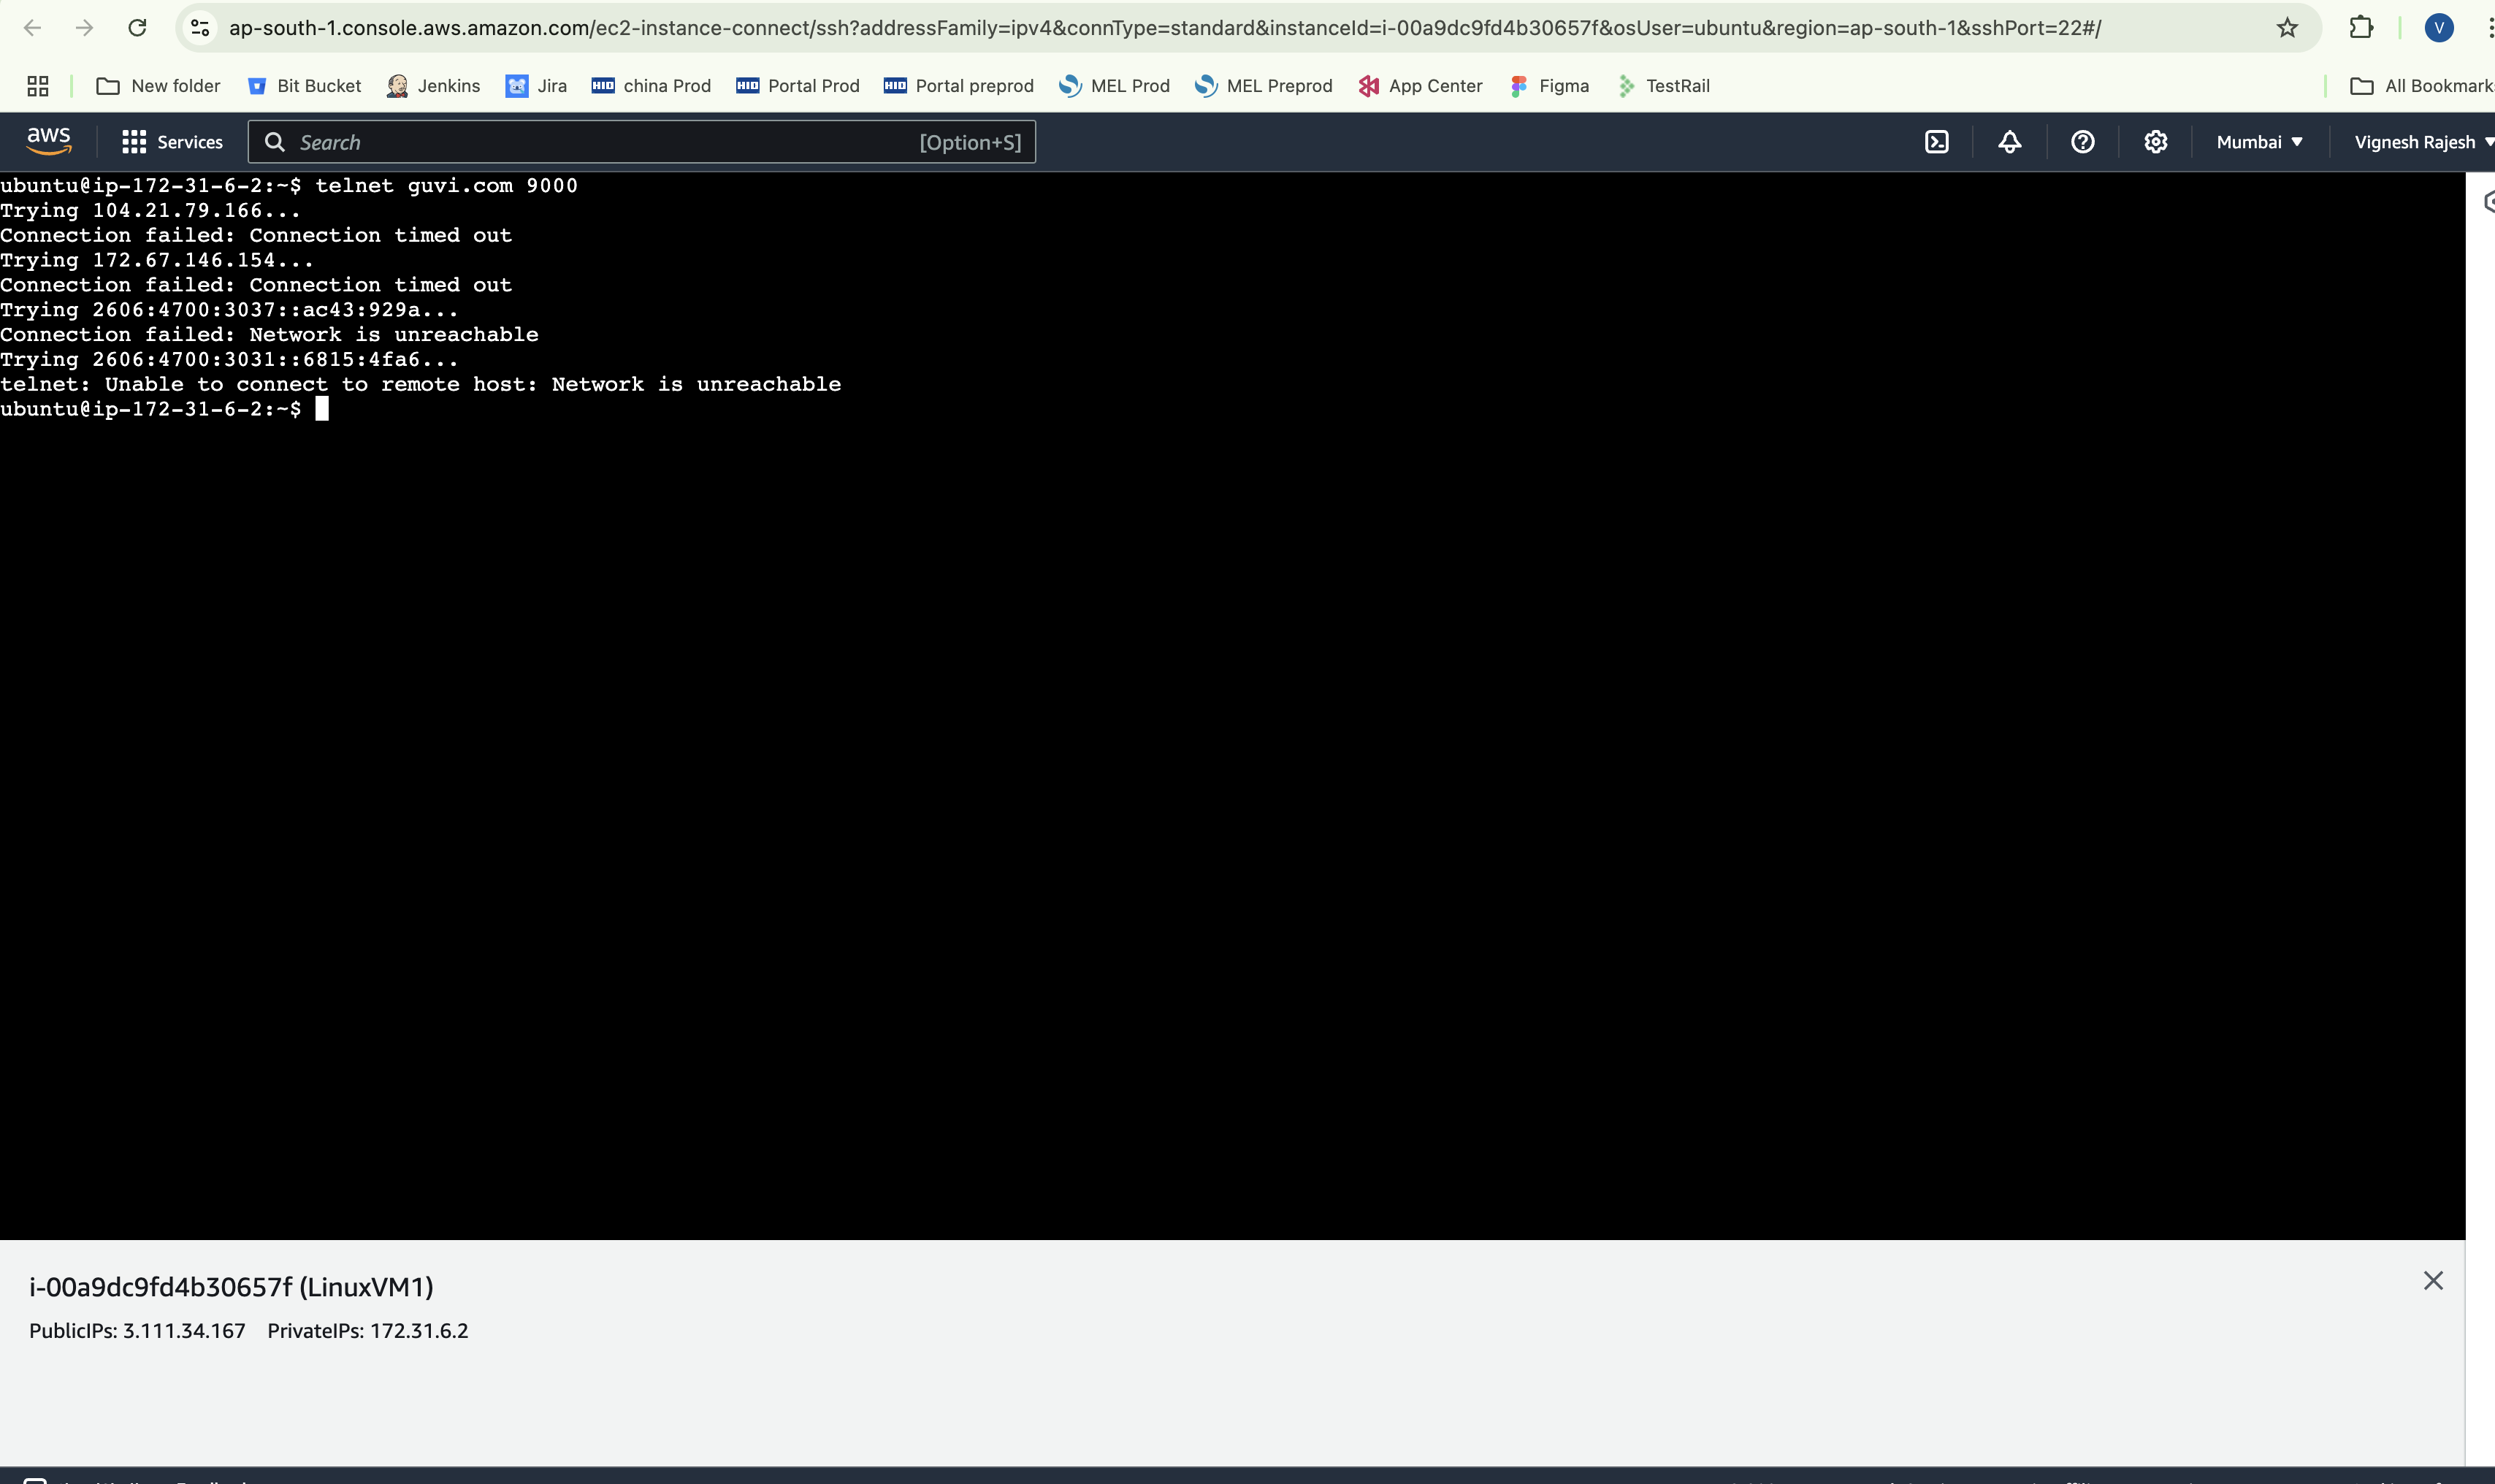 ap-south-1.console.aws.amazon.com/ec2-instance-connect/ssh?addressFamily=ipv4&connType=standard&instanceId=i-00a9dc9fd4b30657f&osUser=ubuntu&region=ap-south-1&sshPort=22#/
V
New folder Bit Bucket Jenkins Jira HID china Prod HID Portal Prod HID Portal preprod MEL Prod MEL Preprod App Center Figma TestRail All Bookmark
aws Services Search [Option+S] Mumbai Vignesh Rajesh
ubuntu@ip-172-31-6-2:~$ telnet guvi.com 9000
Trying 104.21.79.166...
Connection failed: Connection timed out
Trying 172.67.146.154...
Connection failed: Connection timed out
Trying 2606:4700:3037::ac43:929a...
Connection failed: Network is unreachable
Trying 2606:4700:3031::6815:4fa6...
telnet: Unable to connect to remote host: Network is unreachable
ubuntu@ip-172-31-6-2:~$
i-00a9dc9fd4b30657f (LinuxVM1)
PublicIPs: 3.111.34.167 PrivateIPs: 172.31.6.2